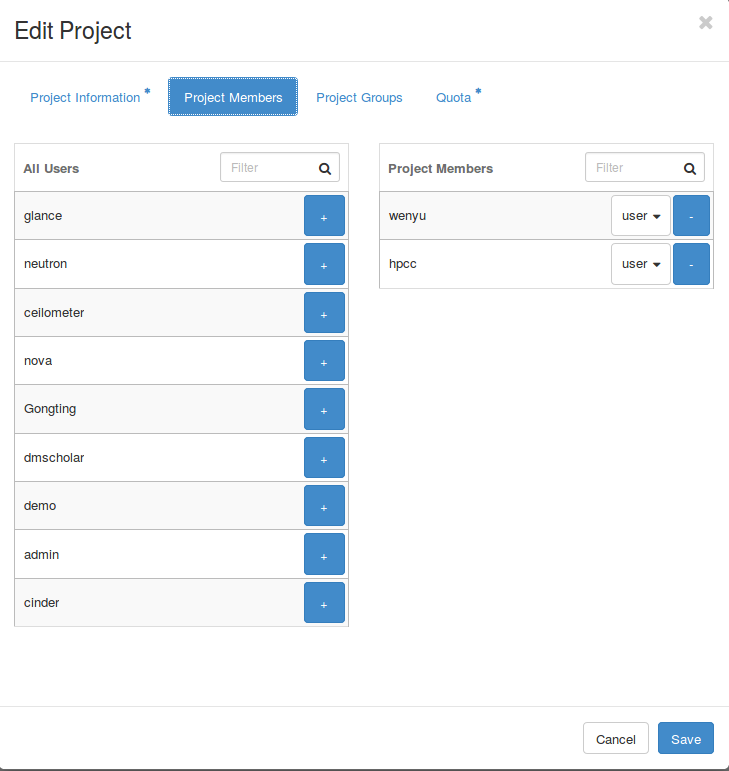 Edit Project ✖
Project Information * Project Members Project Groups Quota *
All Users Filter
Project Members Filter
glance +
neutron +
ceilometer +
nova +
Gongting +
dmscholar +
demo +
admin +
cinder +
wenyu user -
hpcc user -
Cancel Save